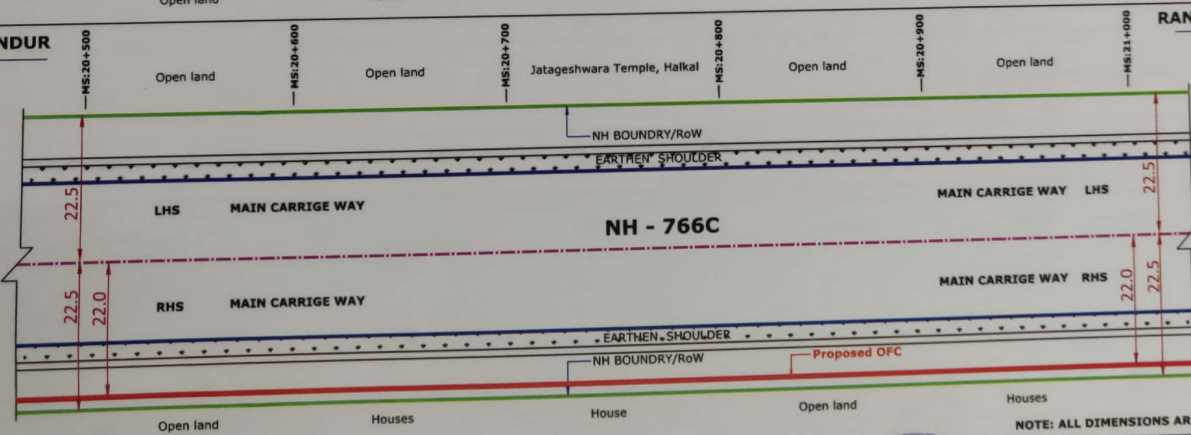 Open land
NDUR
MS:20+500
MS:20+600
MS:20+700
MS:20+800
MS:20+900
MS:21+000
RAN
Open land
Open land
Jatageshwara Temple, Halkal
Open land
Open land
NH BOUNDRY/RoW
EARTHEN SHOULDER
22.5
22.5
LHS MAIN CARRIGE WAY
MAIN CARRIGE WAY LHS
NH - 766C
22.5
22.0
22.0
22.5
RHS MAIN CARRIGE WAY
MAIN CARRIGE WAY RHS
EARTHEN SHOULDER
NH BOUNDRY/RoW
Proposed OFC
Open land
Houses
House
Open land
Houses
NOTE: ALL DIMENSIONS AR